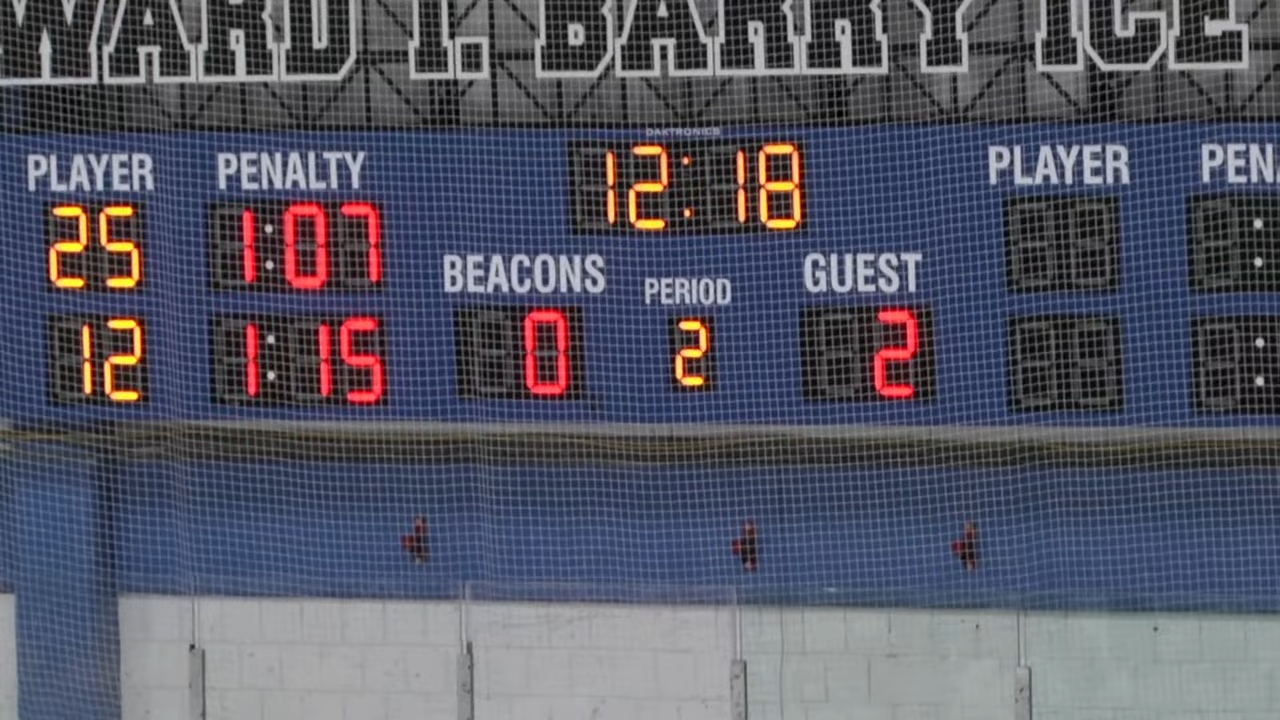 WARD I. BARRY ICE
DAKTRONICS
PLAYER PENALTY 12:18 PLAYER PEN
25 1:07
BEACONS PERIOD GUEST
12 1:15 0 2 2